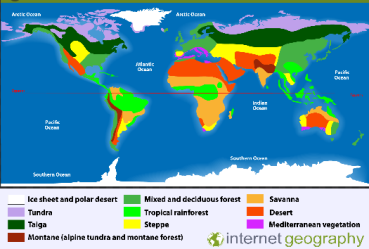 Arctic Ocean
Arctic Ocean
Atlantic
Ocean
Pacific
Ocean
Indian
Ocean
Pacific
Ocean
Southern Ocean
Southern Ocean
Ice sheet and polar desert
Mixed and deciduous forest
Savanna
Tundra
Tropical rainforest
Desert
Taiga
Steppe
Mediterranean vegetation
Montane (alpine tundra and montane forest)
internet geography